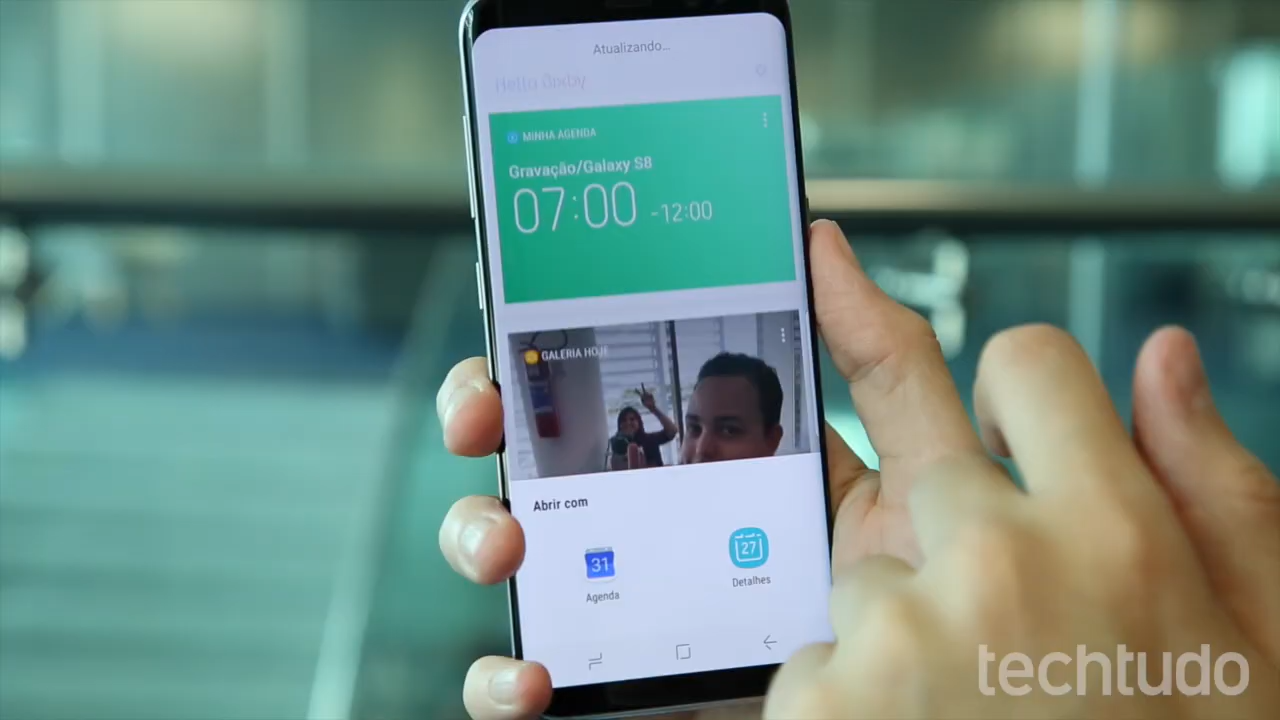 Atualizando...
Hello Bixby
MINHA AGENDA
Gravação/Galaxy S8
07:00 -12:00
GALERIA HOJE
Abrir com
31
27
Agenda
Detalhes
techtudo